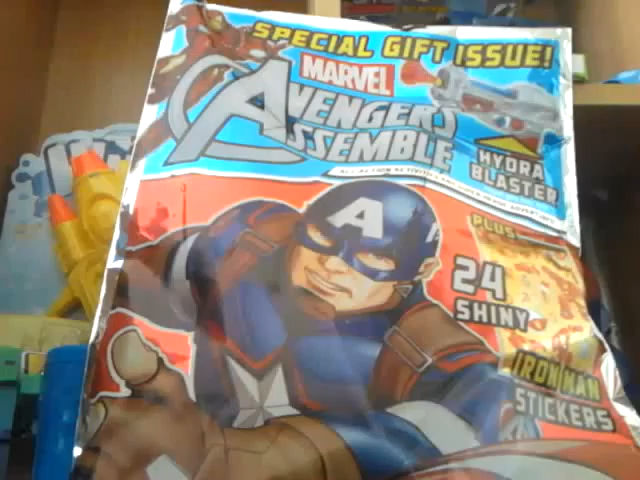 SPECIAL GIFT ISSUE!
MARVEL
AVENGERS
ASSEMBLE
HYDRA
BLASTER
PLUS
24
SHINY
IRON MAN
STICKERS
A